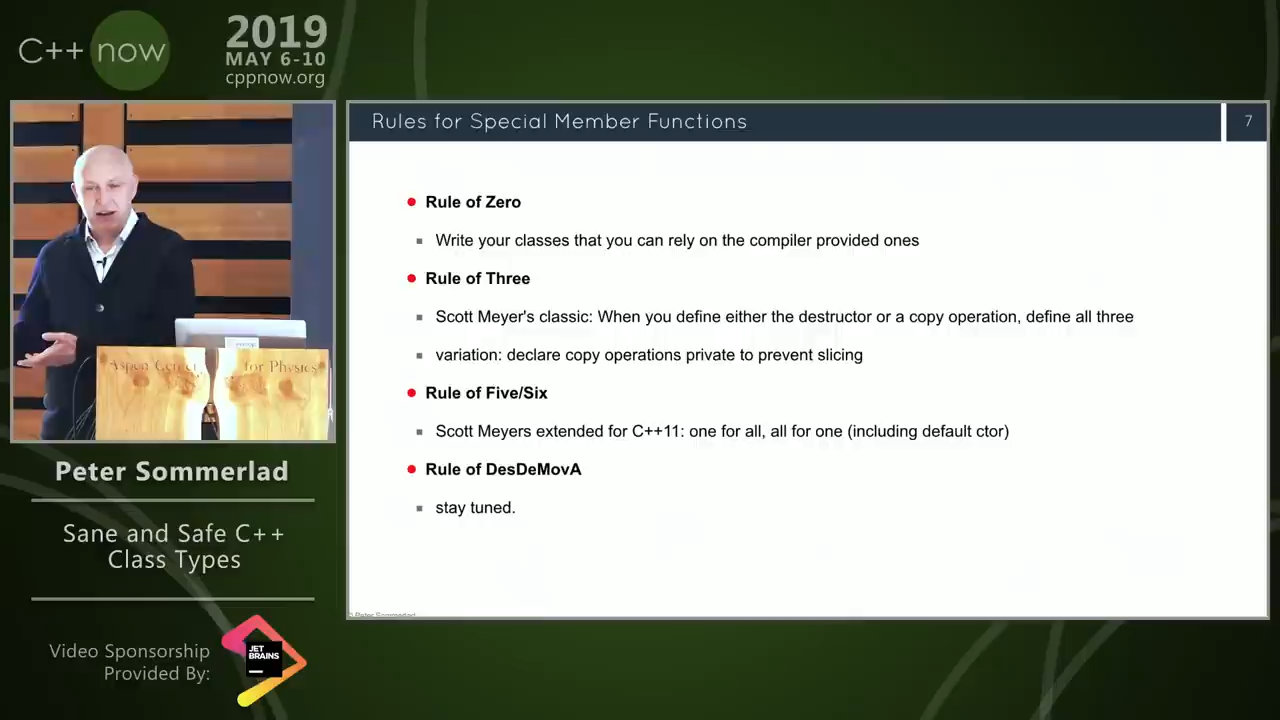 C++ now
2019
MAY 6-10
cppnow.org
Rules for Special Member Functions
7
Rule of Zero
Write your classes that you can rely on the compiler provided ones
Rule of Three
Scott Meyer's classic: When you define either the destructor or a copy operation, define all three
variation: declare copy operations private to prevent slicing
Rule of Five/Six
Scott Meyers extended for C++11: one for all, all for one (including default ctor)
Rule of DesDeMovA
stay tuned.
Peter Sommerlad
Aspen Center for Physics
Peter Sommerlad
Sane and Safe C++
Class Types
Video Sponsorship
Provided By:
JET
BRAINS